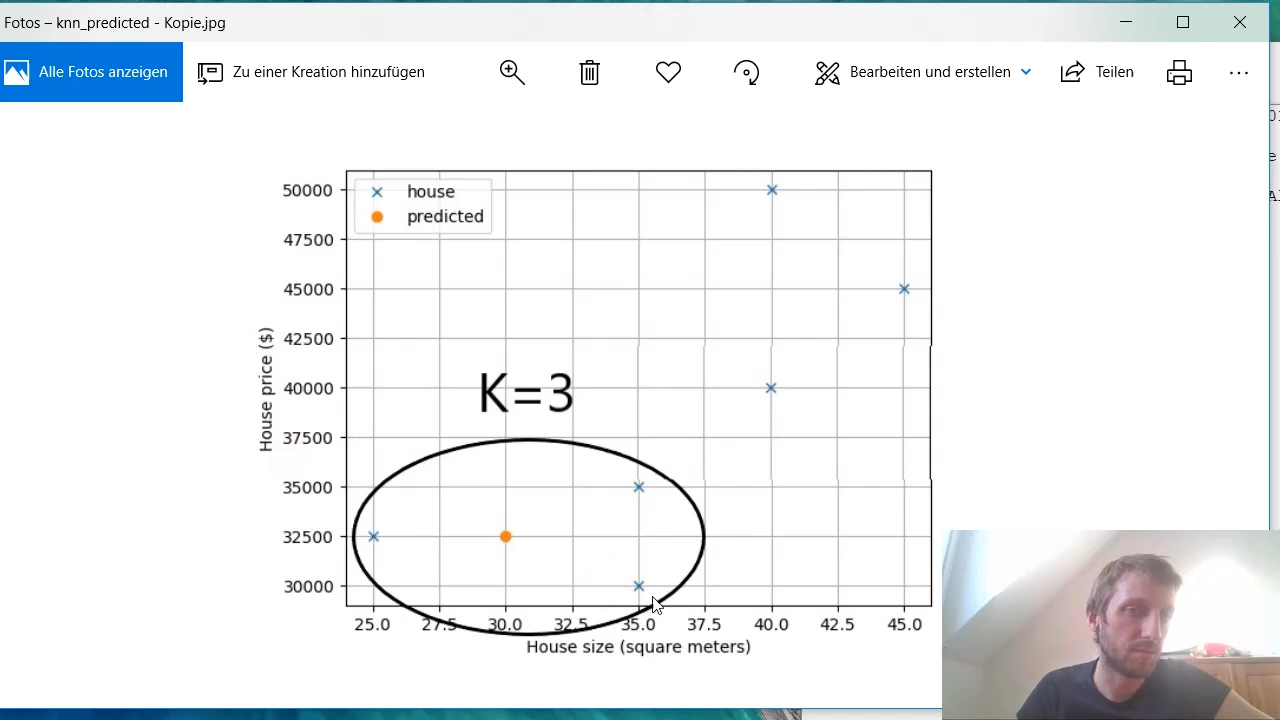 Fotos – knn_predicted - Kopie.jpg
Alle Fotos anzeigen
Zu einer Kreation hinzufügen
Bearbeiten und erstellen
Teilen
house
predicted
50000
47500
45000
42500
40000
37500
35000
32500
30000
House price ($)
K=3
25.0 27.5 30.0 32.5 35.0 37.5 40.0 42.5 45.0
House size (square meters)